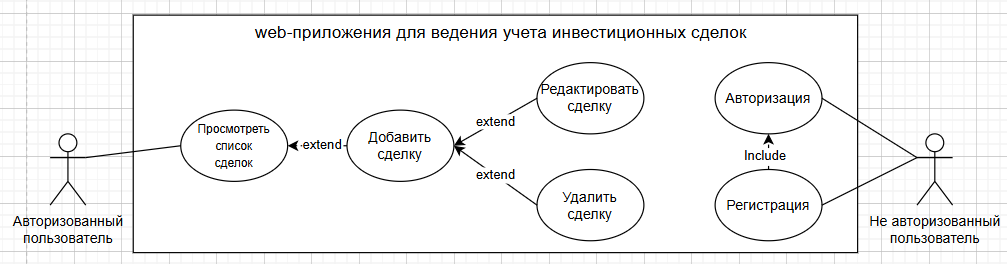 web-приложения для ведения учета инвестиционных сделок
Просмотреть
список
сделок
extend
Добавить
сделку
extend
extend
Редактировать
сделку
Удалить
сделку
Авторизация
Include
Регистрация
Авторизованный
пользователь
Не авторизованный
пользователь